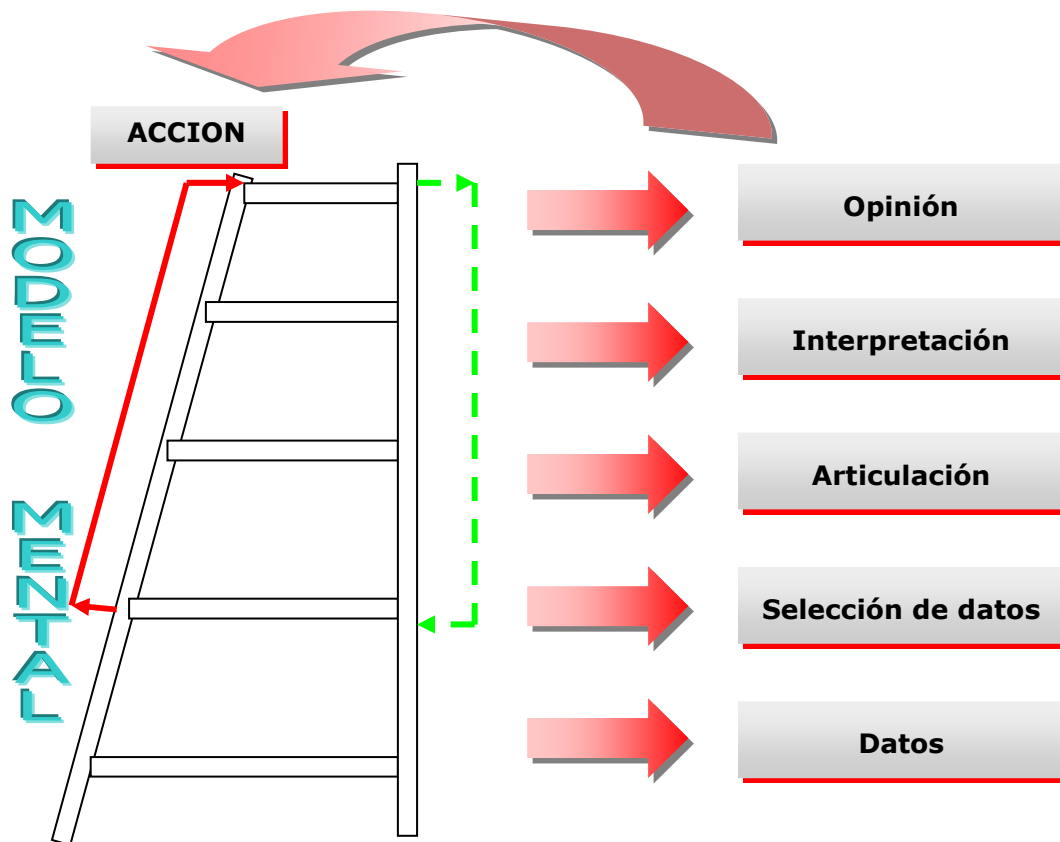 ACCION
MODELO MENTAL
Opinión
Interpretación
Articulación
Selección de datos
Datos